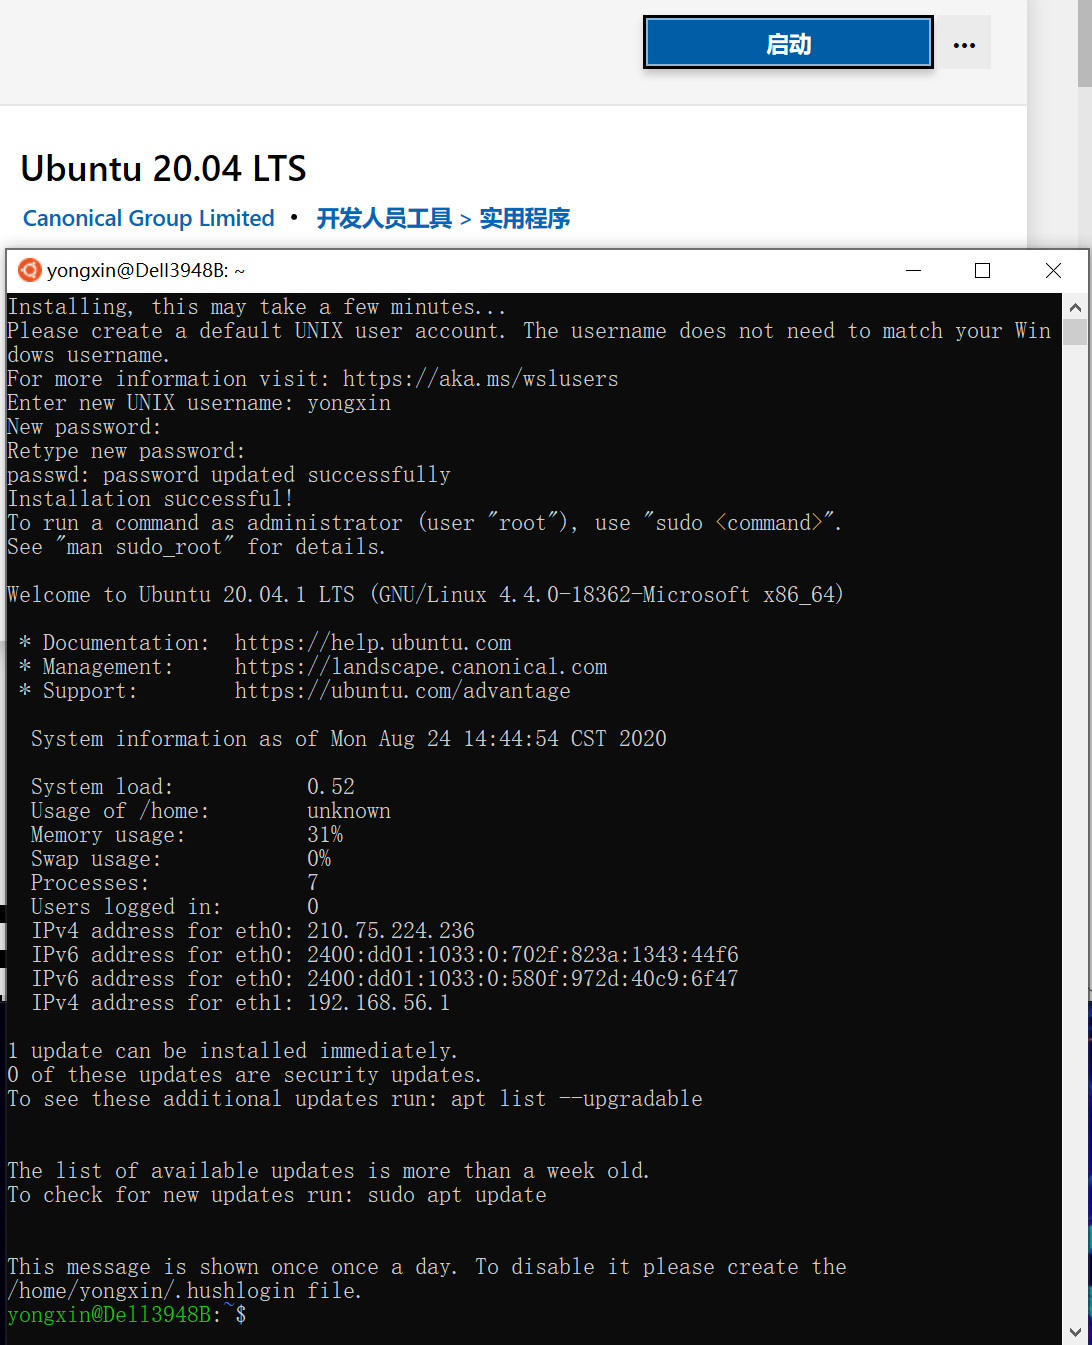 启动
Ubuntu 20.04 LTS
Canonical Group Limited • 开发人员工具 > 实用程序
yongxin@Dell3948B: ~
Installing, this may take a few minutes...
Please create a default UNIX user account. The username does not need to match your Win
dows username.
For more information visit: https://aka.ms/wslusers
Enter new UNIX username: yongxin
New password:
Retype new password:
passwd: password updated successfully
Installation successful!
To run a command as administrator (user "root"), use "sudo <command>".
See "man sudo_root" for details.
Welcome to Ubuntu 20.04.1 LTS (GNU/Linux 4.4.0-18362-Microsoft x86_64)
* Documentation:  https://help.ubuntu.com
* Management:     https://landscape.canonical.com
* Support:        https://ubuntu.com/advantage
System information as of Mon Aug 24 14:44:54 CST 2020
System load:           0.52
Usage of /home:        unknown
Memory usage:          31%
Swap usage:            0%
Processes:             7
Users logged in:       0
IPv4 address for eth0: 210.75.224.236
IPv6 address for eth0: 2400:dd01:1033:0:702f:823a:1343:44f6
IPv6 address for eth0: 2400:dd01:1033:0:580f:972d:40c9:6f47
IPv4 address for eth1: 192.168.56.1
1 update can be installed immediately.
0 of these updates are security updates.
To see these additional updates run: apt list --upgradable
The list of available updates is more than a week old.
To check for new updates run: sudo apt update
This message is shown once once a day. To disable it please create the
/home/yongxin/.hushlogin file.
yongxin@Dell3948B:~$